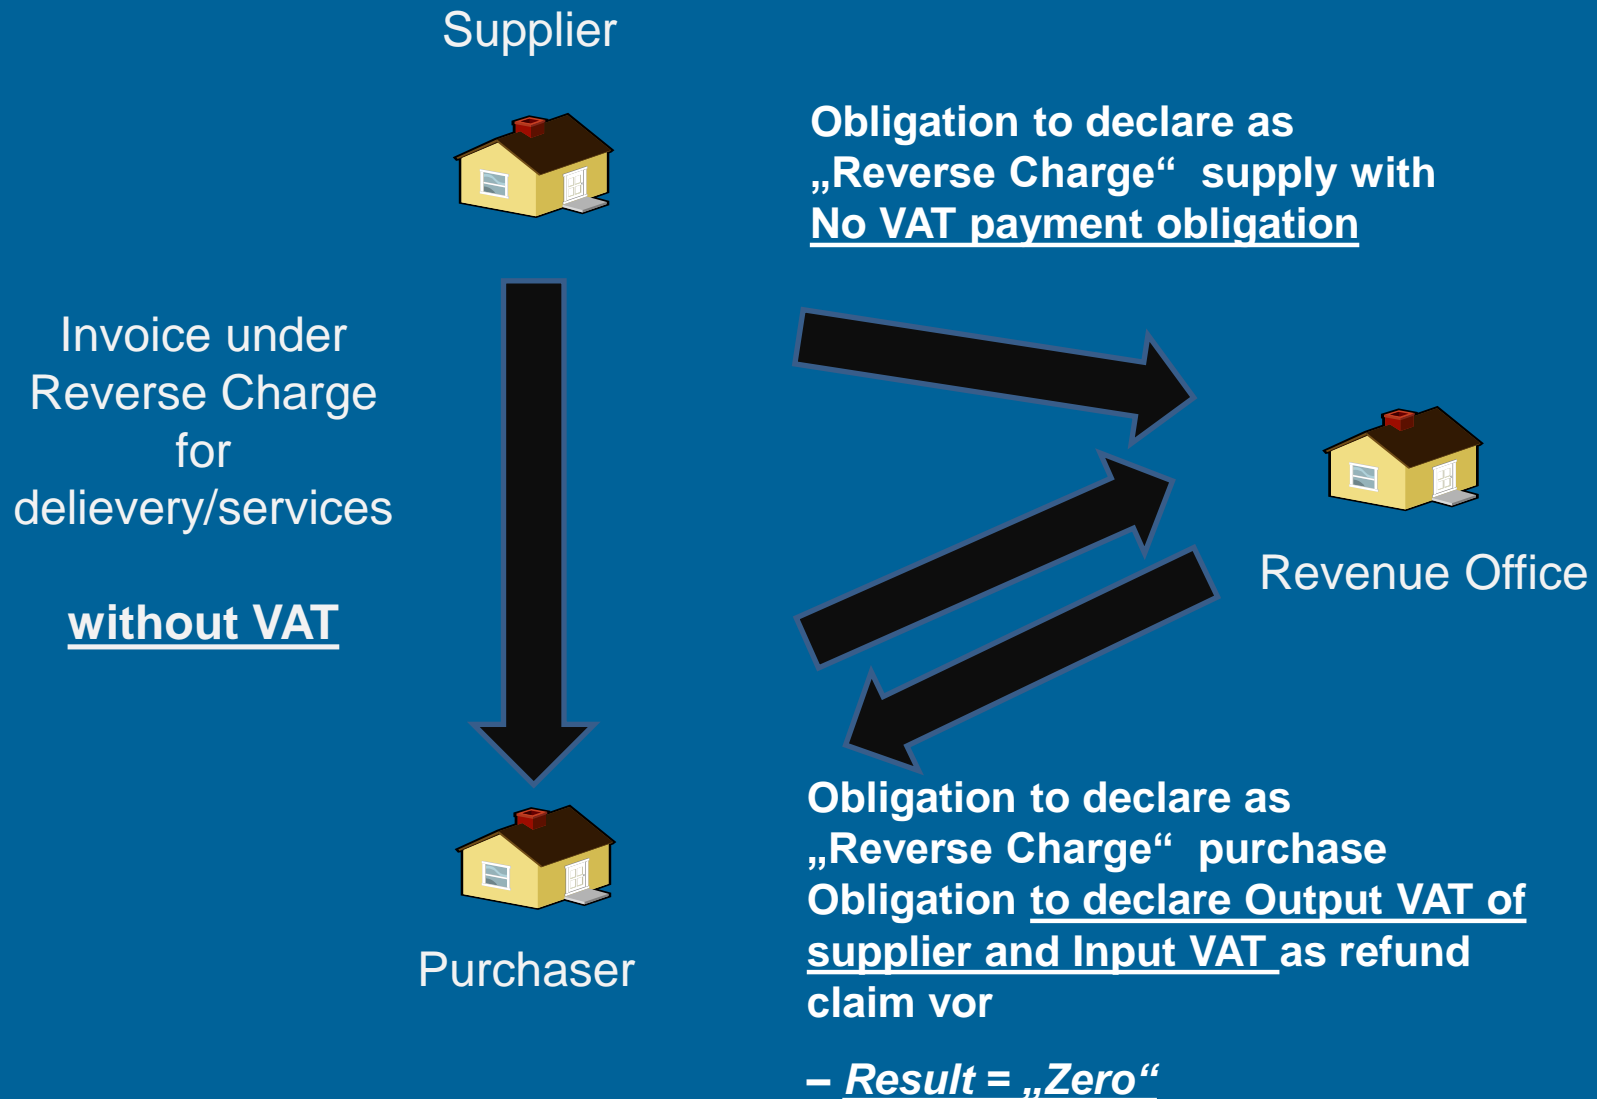 Supplier
Obligation to declare as
„Reverse Charge“ supply with
No VAT payment obligation
Invoice under
Reverse Charge
for
delievery/services
without VAT
Revenue Office
Purchaser
Obligation to declare as
„Reverse Charge“ purchase
Obligation to declare Output VAT of
supplier and Input VAT as refund
claim vor
– Result = „Zero“